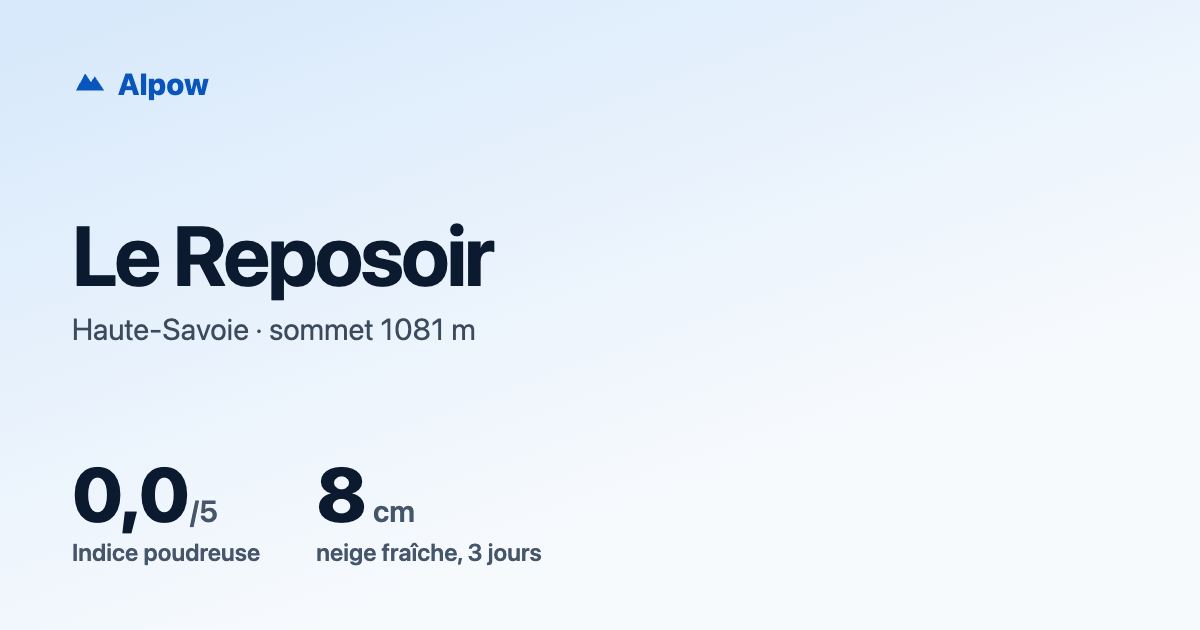 Alpow
Le Reposoir
Haute-Savoie · sommet 1081 m
0,0/5 8 cm
Indice poudreuse neige fraîche, 3 jours